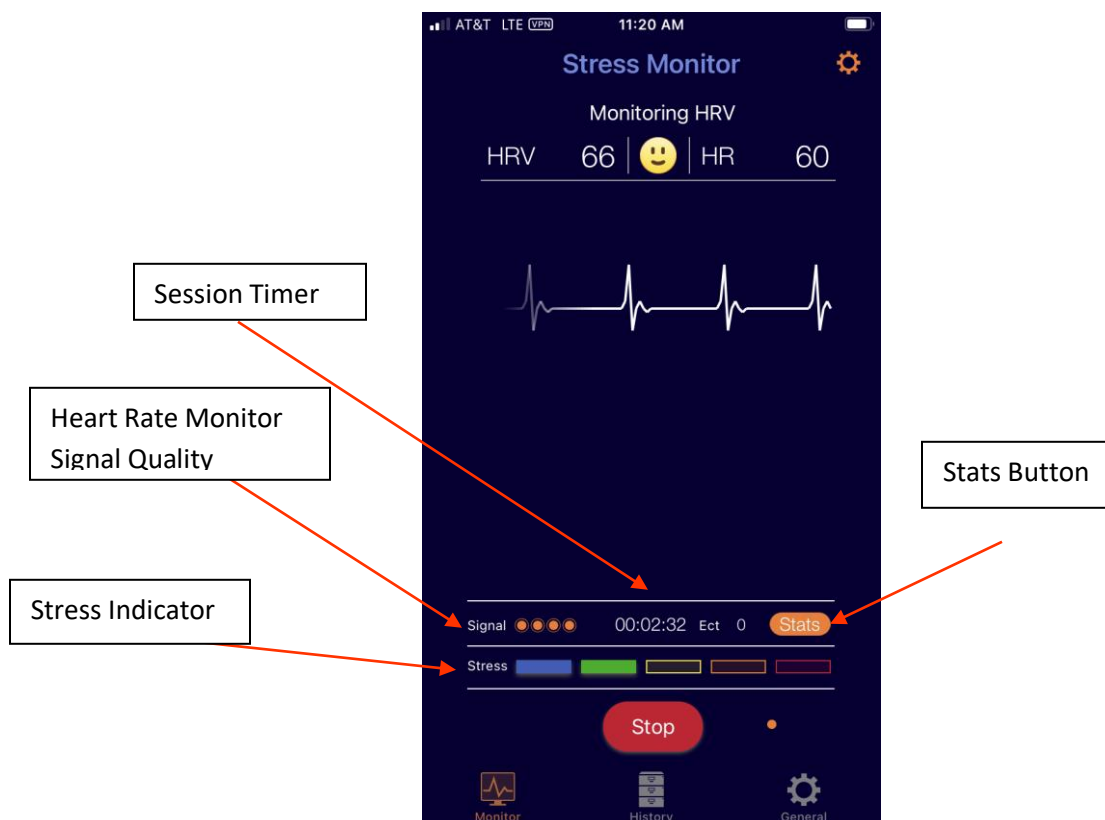 AT&T LTE VPN 11:20 AM
Stress Monitor
Monitoring HRV
HRV 66 HR 60
Session Timer
Heart Rate Monitor
Signal Quality
Stats Button
Stress Indicator
Signal 00:02:32 Ect 0 Stats
Stress
Stop
Monitor History General